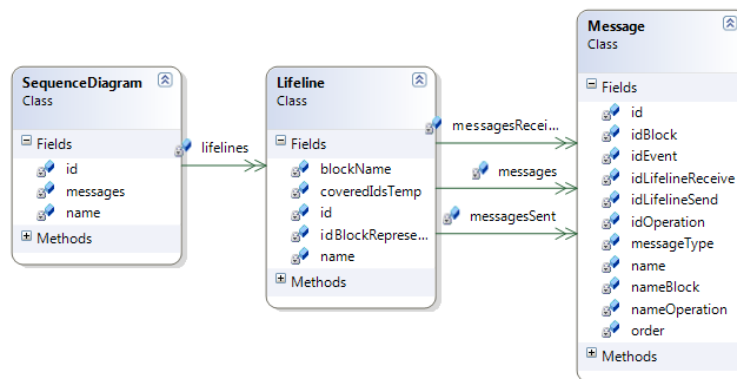 SequenceDiagram
Class
Fields
id
messages
name
Methods
lifelines
Lifeline
Class
Fields
blockName
coveredIdsTemp
id
idBlockReprese...
name
Methods
messagesRecei...
messages
messagesSent
Message
Class
Fields
id
idBlock
idEvent
idLifelineReceive
idLifelineSend
idOperation
messageType
name
nameBlock
nameOperation
order
Methods